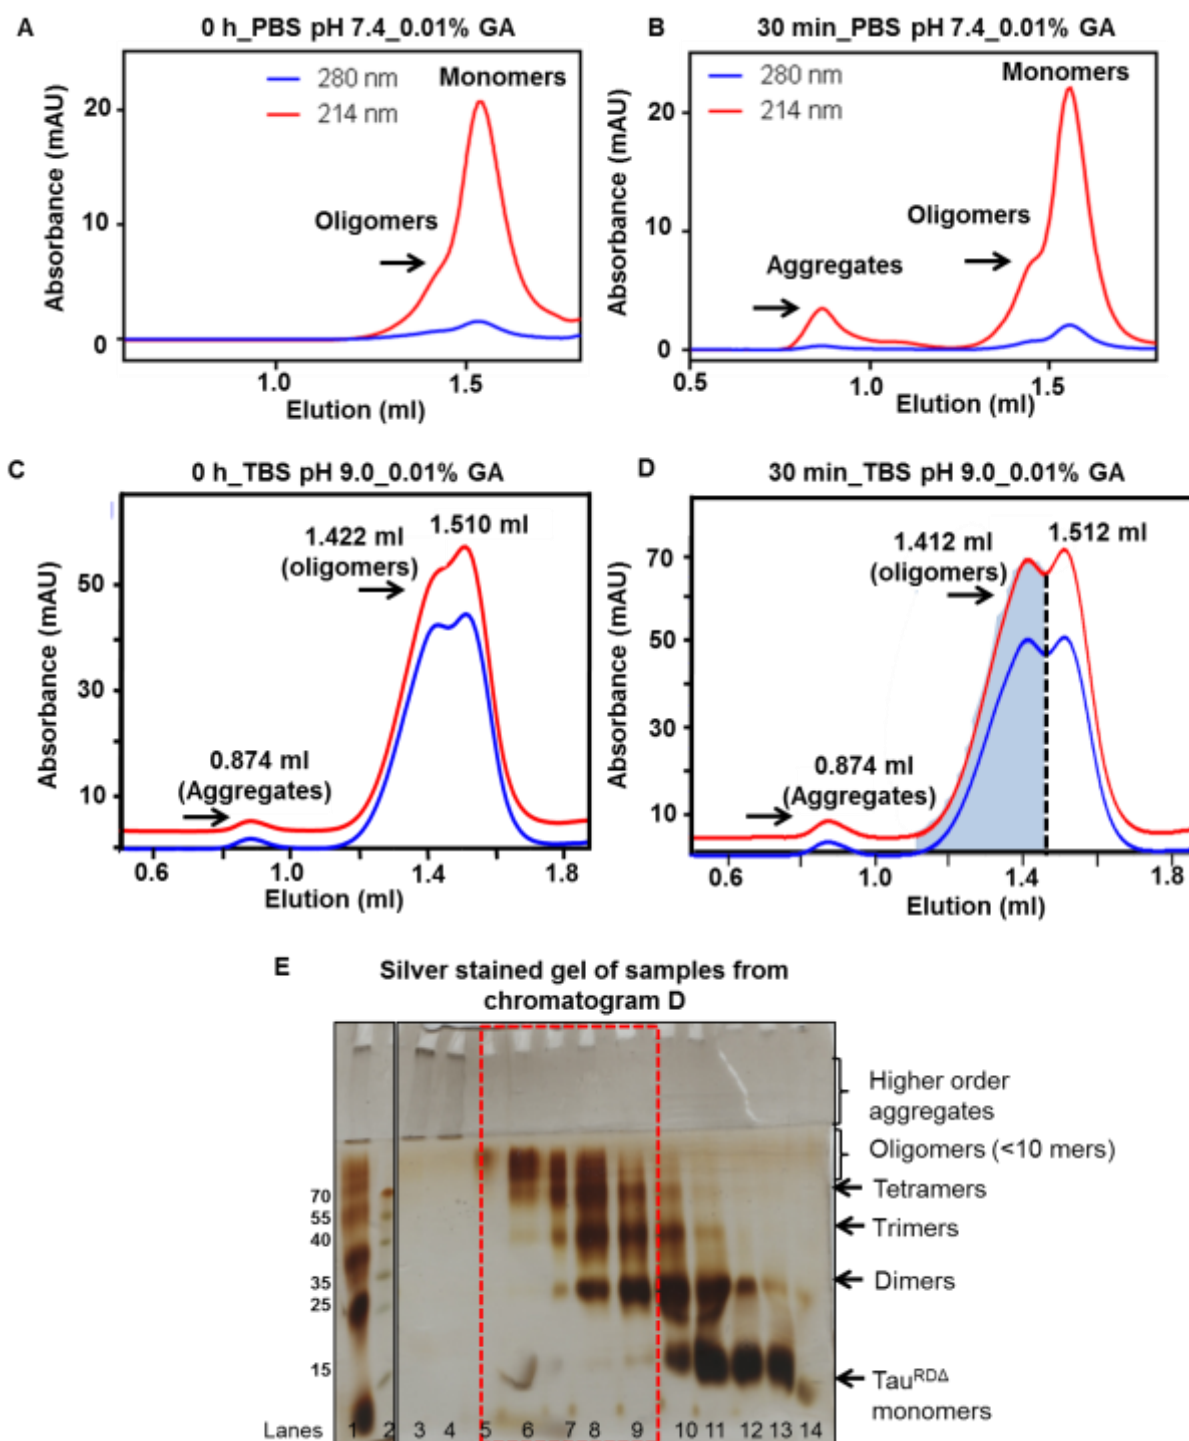 A
0 h_PBS pH 7.4_0.01% GA
280 nm
214 nm
Monomers
Oligomers
20
10
0
Absorbance (mAU)
1.0
1.5
Elution (ml)
B
30 min_PBS pH 7.4_0.01% GA
280 nm
214 nm
Monomers
Oligomers
Aggregates
20
10
0
Absorbance (mAU)
0.5
1.0
1.5
Elution (ml)
C
0 h_TBS pH 9.0_0.01% GA
1.422 ml
(oligomers)
1.510 ml
0.874 ml
(Aggregates)
50
30
10
Absorbance (mAU)
0.6
1.0
1.4
1.8
Elution (ml)
D
30 min_TBS pH 9.0_0.01% GA
1.412 ml
(oligomers)
1.512 ml
0.874 ml
(Aggregates)
70
50
30
10
Absorbance (mAU)
0.6
1.0
1.4
1.8
Elution (ml)
E
Silver stained gel of samples from
chromatogram D
Higher order
aggregates
Oligomers (<10 mers)
Tetramers
Trimers
Dimers
Tau^RDΔ
monomers
70
55
40
35
25
15
Lanes 1 2 3 4 5 6 7 8 9 10 11 12 13 14